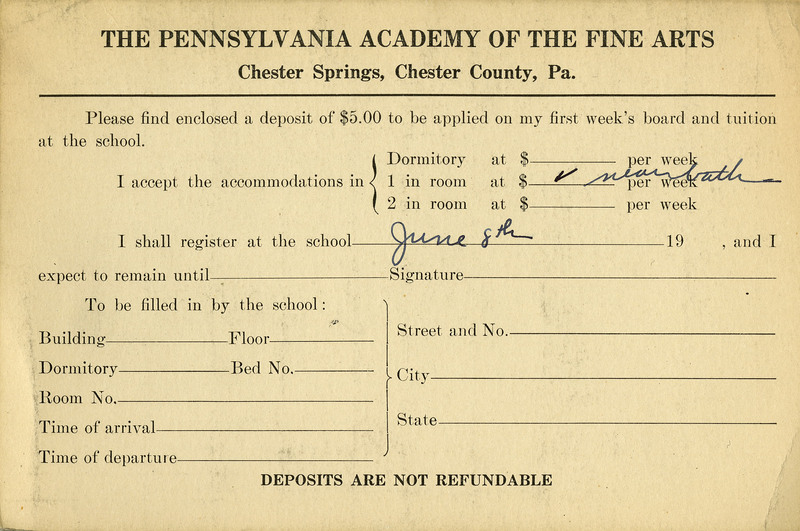 THE PENNSYLVANIA ACADEMY OF THE FINE ARTS
Chester Springs, Chester County, Pa.
Please find enclosed a deposit of $5.00 to be applied on my first week's board and tuition
at the school.
Dormitory at $ per week
I accept the accommodations in 1 in room at $ ✓ per week near bath
2 in room at $ per week
I shall register at the school June 8th 19 , and I
expect to remain until Signature
To be filled in by the school:
Building Floor
Street and No.
Dormitory Bed No.
City
Room No.
State
Time of arrival
Time of departure
DEPOSITS ARE NOT REFUNDABLE